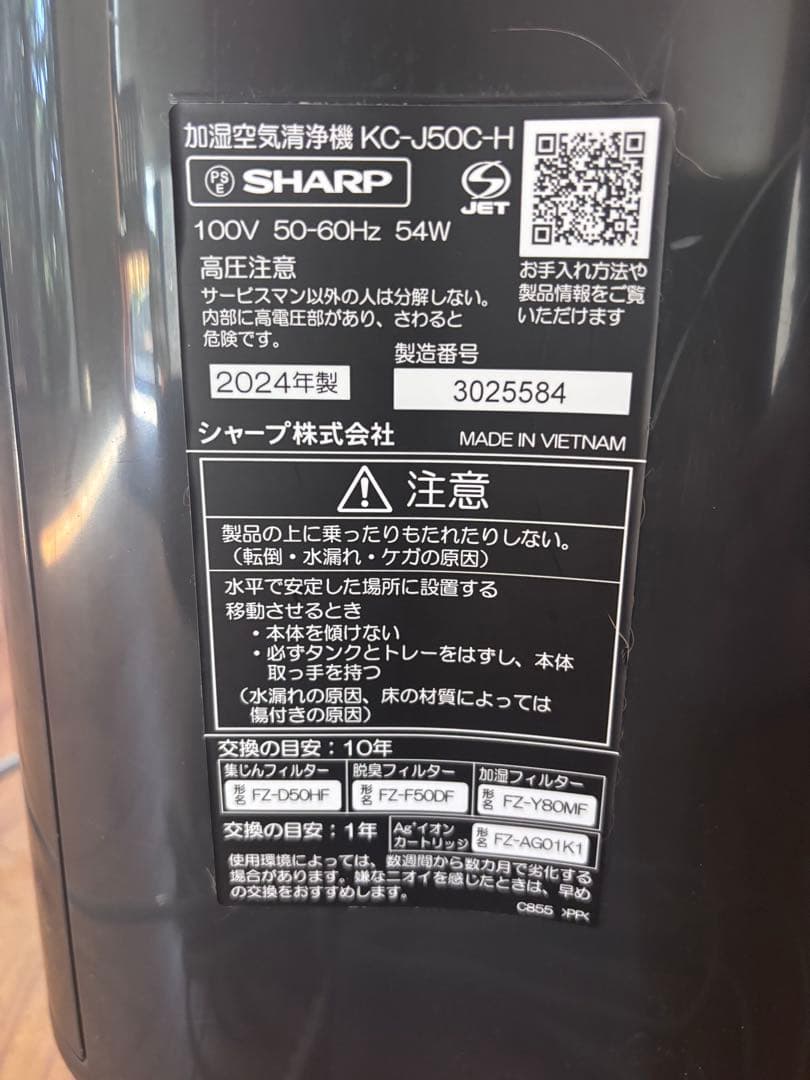 加湿空気清浄機 KC-J50C-H
PS
E
SHARP
JET
100V 50-60Hz 54W
高圧注意
サービスマン以外の人は分解しない。
内部に高電圧部があり、さわると
危険です。
お手入れ方法や
製品情報をご覧
いただけます
製造番号
2024年製
3025584
シャープ株式会社
MADE IN VIETNAM
注意
製品の上に乗ったりもたれたりしない。
(転倒・水漏れ・ケガの原因)
水平で安定した場所に設置する
移動させるとき
・本体を傾けない
・必ずタンクとトレーをはずし、本体
取っ手を持つ
(水漏れの原因、床の材質によっては
傷付きの原因)
交換の目安:10年
集じんフィルター
形名 FZ-D50HF
脱臭フィルター
形名 FZ-F50DF
加湿フィルター
形名 FZ-Y80MF
交換の目安:1年
Ag⁺イオン
カートリッジ
形名 FZ-AG01K1
使用環境によっては、数週間から数カ月で劣化する
場合があります。嫌なニオイを感じたときは、早め
の交換をおすすめします。
C855 >PP<